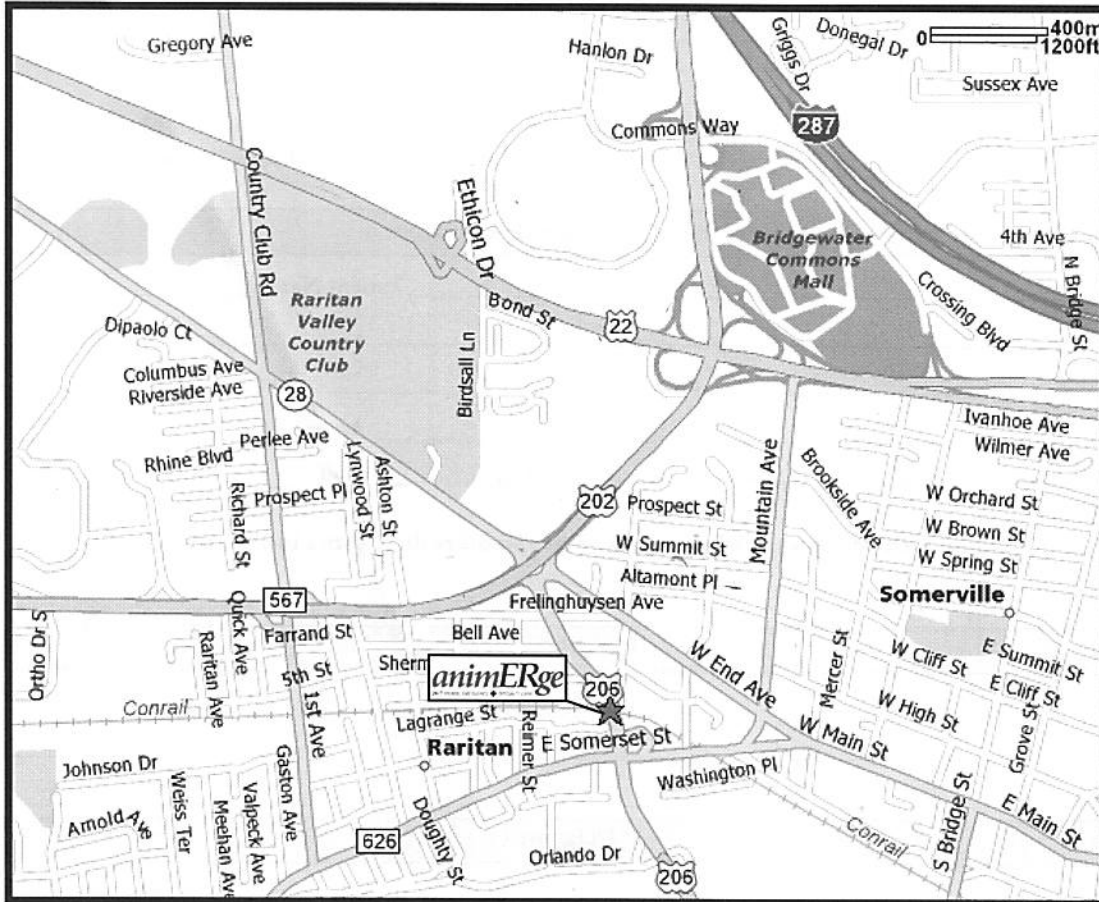 Gregory Ave
Hanlon Dr
Griggs Dr
Donegal Dr
0
400m
1200ft
Sussex Ave
Commons Way
287
Country Club Rd
Ethicon Dr
Bridgewater
Commons
Mall
4th Ave
N Bridge St
Crossing Blvd
Raritan
Valley
Country
Club
Bond St
22
Dipaolo Ct
Columbus Ave
Riverside Ave
28
Birdsall Ln
Perlee Ave
Rhine Blvd
Prospect Pl
Richard St
Lynwood St
Ashton St
Ivanhoe Ave
Wilmer Ave
Mountain Ave
Brookside Ave
202
Prospect St
W Orchard St
W Brown St
W Summit St
W Spring St
Altamont Pl
Somerville
567
Frelinghuysen Ave
Ortho Dr S
Quick Ave
Farrand St
Bell Ave
Raritan Ave
5th St
Sherm
animERge
206
W End Ave
Mercer St
W Cliff St
E Summit St
E Cliff St
Conrail
1st Ave
Lagrange St
Reimer St
E Somerset St
W High St
W Main St
Grove St
Raritan
Johnson Dr
Washington Pl
Arnold Ave
Weiss Ter
Meehan Ave
Valpeck Ave
Gaston Ave
Doughty St
626
Orlando Dr
206
Conrail
S Bridge St
E Main St